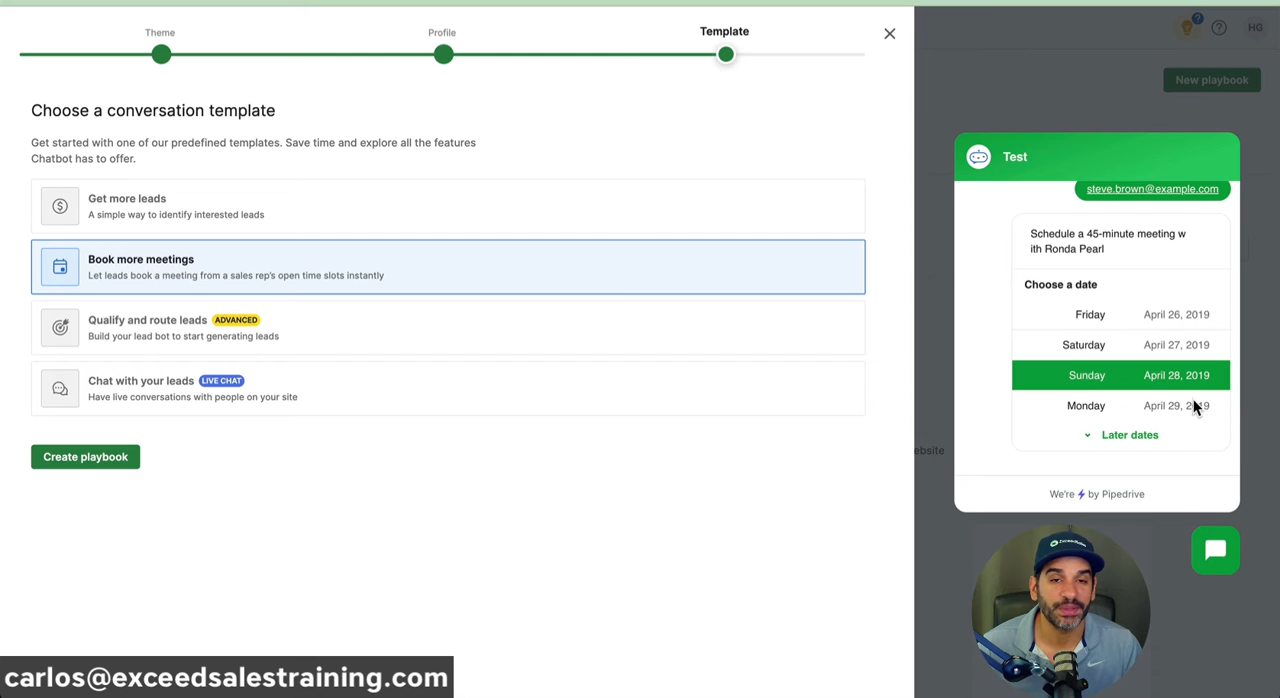 Theme
Profile
Template
HG
New playbook
Choose a conversation template
Get started with one of our predefined templates. Save time and explore all the features
Chatbot has to offer.
Get more leads
A simple way to identify interested leads
Book more meetings
Let leads book a meeting from a sales rep's open time slots instantly
Qualify and route leads ADVANCED
Build your lead bot to start generating leads
Chat with your leads LIVE CHAT
Have live conversations with people on your site
Create playbook
Test
steve.brown@example.com
Schedule a 45-minute meeting w
ith Ronda Pearl
Choose a date
Friday April 26, 2019
Saturday April 27, 2019
Sunday April 28, 2019
Monday April 29, 2019
Later dates
ebsite
We're by Pipedrive
carlos@exceedsalestraining.com